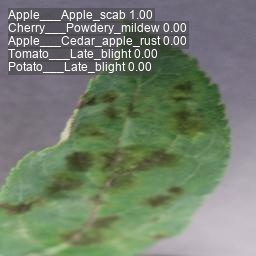 Apple___Apple_scab 1.00
Cherry___Powdery_mildew 0.00
Apple___Cedar_apple_rust 0.00
Tomato___Late_blight 0.00
Potato___Late_blight 0.00